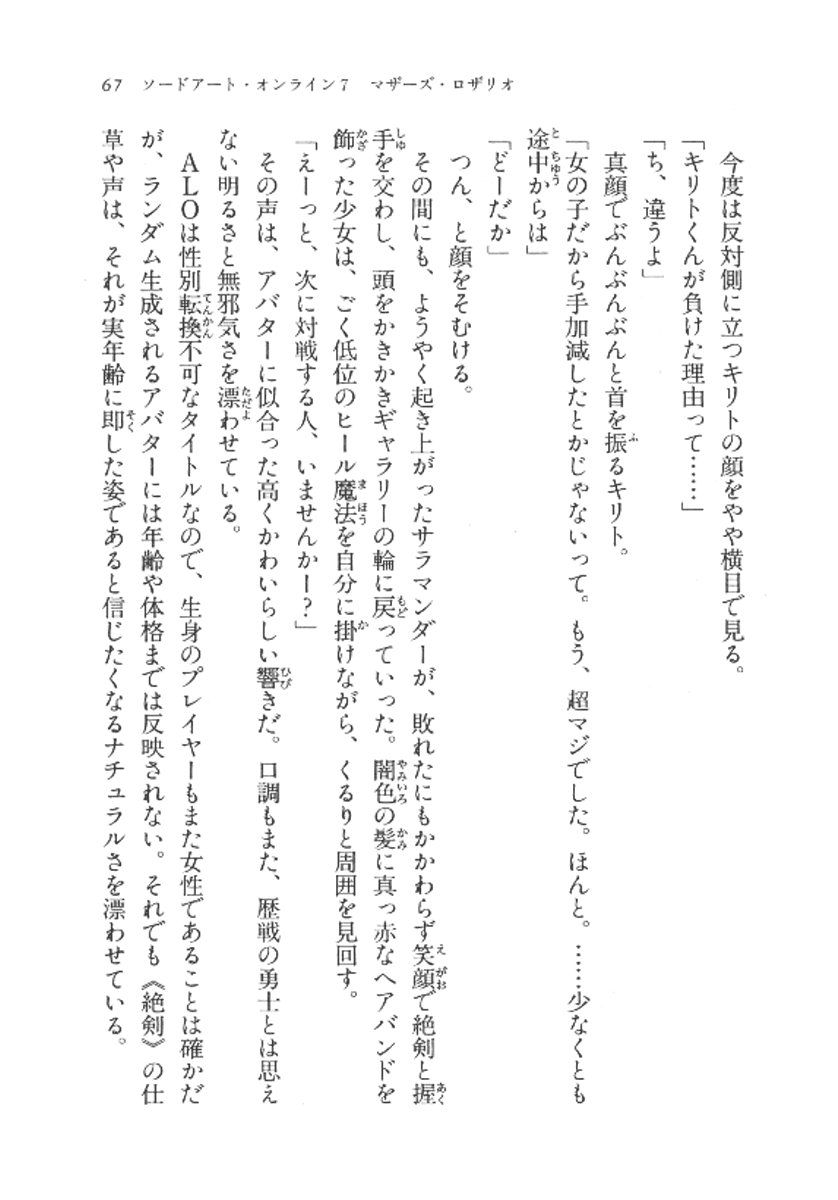 67 ソードアート・オンライン7 マザーズ・ロザリオ
今度は反対側に立つキリトの顔をやや横目で見る。
「キリトくんが負けた理由って……」
「ち、違うよ」
真顔でぶんぶんぶんと首を振るキリト。
「女の子だから手加減したとかじゃないって。もう、超マジでした。ほんと。……少なくとも
途中からは」
「どーだか」
つん、と顔をそむける。
その間にも、ようやく起き上がったサラマンダーが、敗れたにもかかわらず笑顔で絶剣と握
手を交わし、頭をかきかきギャラリーの輪に戻っていった。闇色の髪に真っ赤なヘアバンドを
飾った少女は、ごく低位のヒール魔法を自分に掛けながら、くるりと周囲を見回す。
「えーっと、次に対戦する人、いませんかー？」
その声は、アバターに似合った高くかわいらしい響きだ。口調もまた、歴戦の勇士とは思え
ない明るさと無邪気さを漂わせている。
ALOは性別転換不可なタイトルなので、生身のプレイヤーもまた女性であることは確かだ
が、ランダム生成されるアバターには年齢や体格までは反映されない。それでも《絶剣》の仕
草や声は、それが実年齢に即した姿であると信じたくなるナチュラルさを漂わせている。